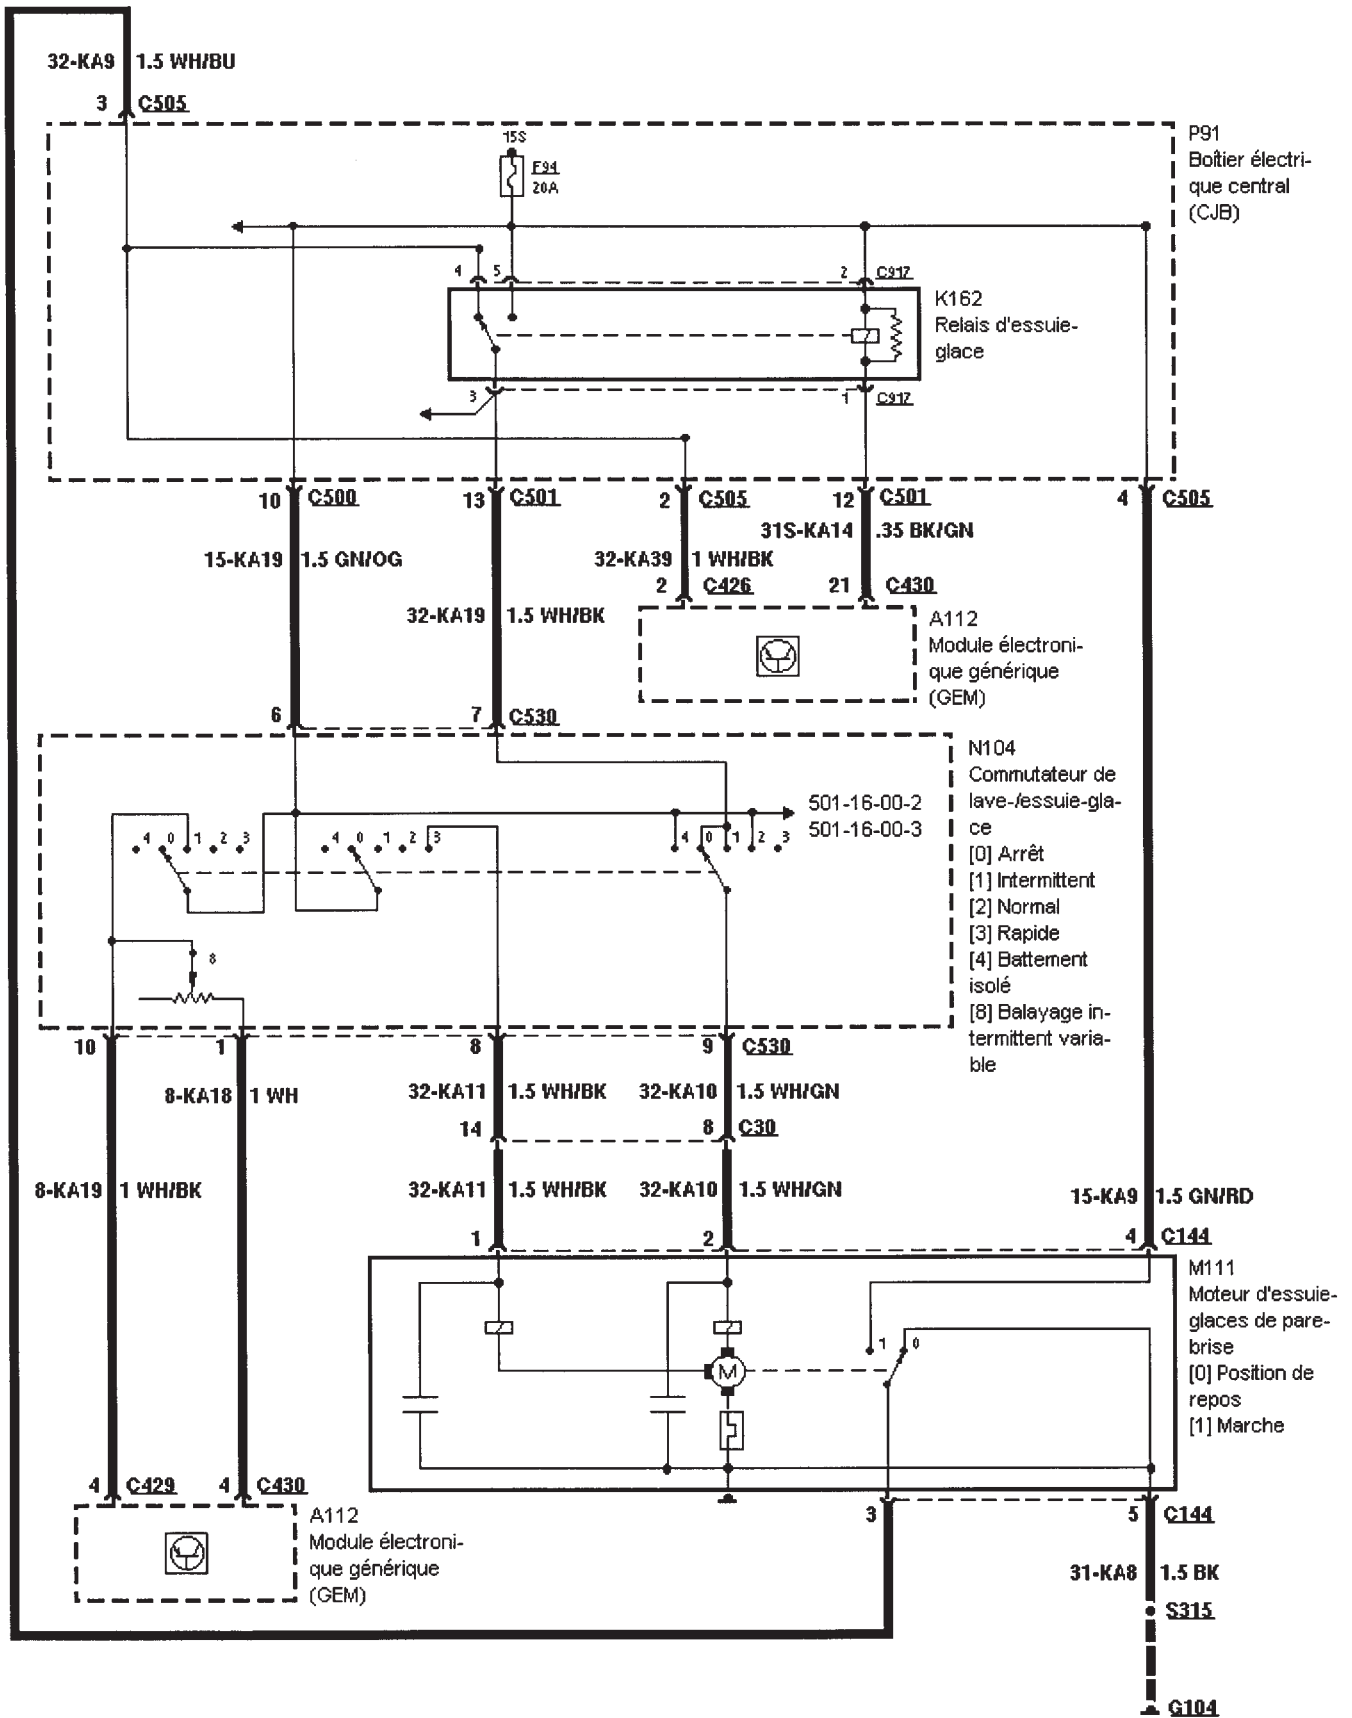 32-KA9 1.5 WH/BU
3 C505
15S
F94
20A
P91
Boîtier électri-
que central
(CJB)
4 5 2 C917
K162
Relais d'essuie-
glace
3 1 C917
10 C500 13 C501 2 C505 12 C501 4 C505
31S-KA14 .35 BK/GN
15-KA19 1.5 GN/OG 32-KA39 1 WH/BK
2 C426 21 C430
32-KA19 1.5 WH/BK
A112
Module électroni-
que générique
(GEM)
6 7 C530
N104
Commutateur de
lave-/essuie-gla-
ce
[0] Arrêt
[1] Intermittent
[2] Normal
[3] Rapide
[4] Battement
isolé
[8] Balayage in-
termittent varia-
ble
501-16-00-2
501-16-00-3
4 0 1 2 3 4 0 1 2 3 4 0 1 2 3
8
10 1 8 9 C530
8-KA18 1 WH 32-KA11 1.5 WH/BK 32-KA10 1.5 WH/GN
14 8 C30
8-KA19 1 WH/BK 32-KA11 1.5 WH/BK 32-KA10 1.5 WH/GN 15-KA9 1.5 GN/RD
1 2 4 C144
M111
Moteur d'essuie-
glaces de pare-
brise
[0] Position de
repos
[1] Marche
1 0
M
4 C429 4 C430
A112
Module électroni-
que générique
(GEM)
3 5 C144
31-KA8 1.5 BK
S315
G104